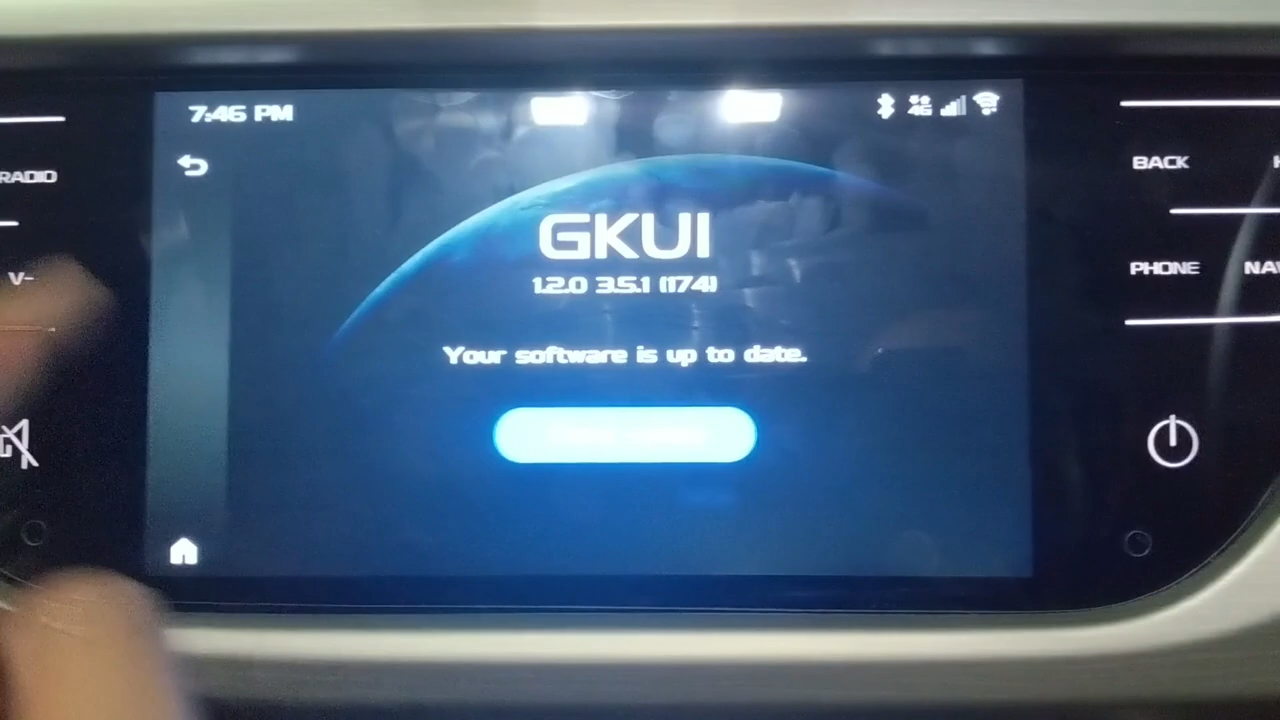 7:46 PM
4G
RADIO
BACK
GKUI
V-
1.2.0 3.5.1 (174)
PHONE
Your software is up to date.